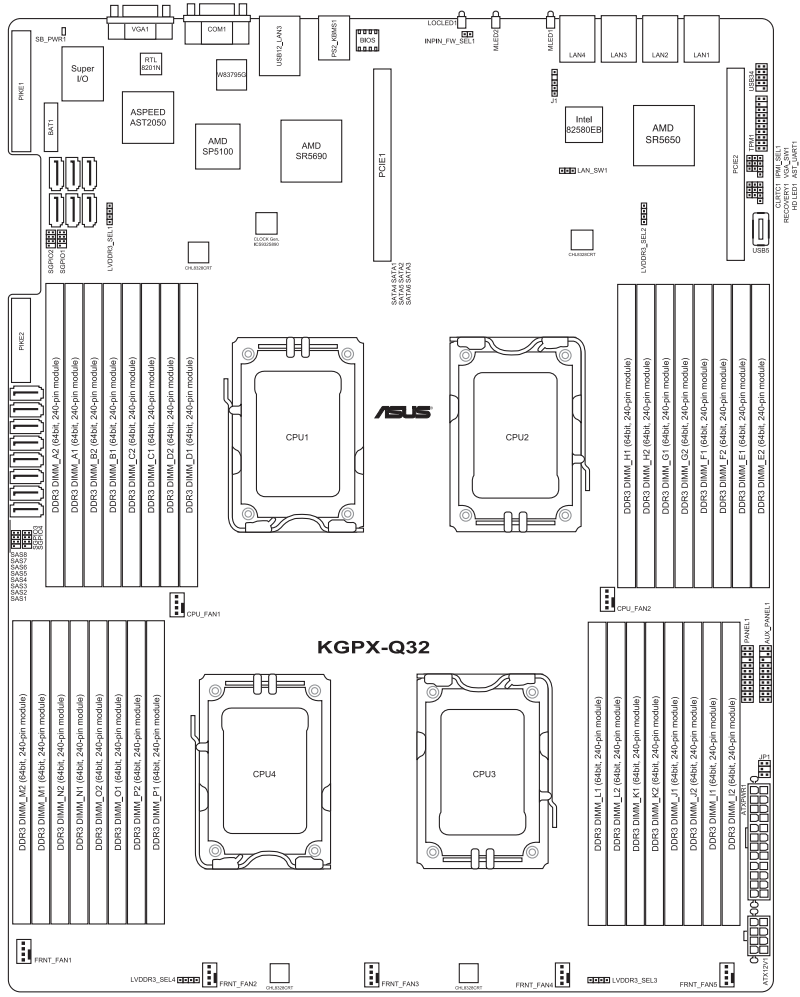 VGA1
COM1
USB12_LAN3
PS2_KBMS1
BIOS
LOCLED1
INPIN_FW_SEL1
MLED2
MLED1
LAN4
LAN3
LAN2
LAN1
SB_PWR1
PIKE1
Super I/O
RTL 8201N
W83795G
BAT1
ASPEED AST2050
AMD SP5100
AMD SR5690
PCIE1
J1
Intel 82580EB
AMD SR5650
LAN_SW1
PCIE2
USB34
TPM1
IPMI_SEL1
VGA_SW1
AST_UART1
CLRTC1
RECOVERY1
HD LED1
USB5
SGPIO2
SGPIO1
LVDDR3_SEL1
CHL8328CRT
CLOCK Gen.
ICS932S890
SATA4 SATA1
SATA5 SATA2
SATA6 SATA3
CHL8328CRT
LVDDR3_SEL2
PIKE2
DDR3 DIMM_A2 (64bit, 240-pin module)
DDR3 DIMM_A1 (64bit, 240-pin module)
DDR3 DIMM_B2 (64bit, 240-pin module)
DDR3 DIMM_B1 (64bit, 240-pin module)
DDR3 DIMM_C2 (64bit, 240-pin module)
DDR3 DIMM_C1 (64bit, 240-pin module)
DDR3 DIMM_D2 (64bit, 240-pin module)
DDR3 DIMM_D1 (64bit, 240-pin module)
CPU1
ASUS
CPU2
DDR3 DIMM_H1 (64bit, 240-pin module)
DDR3 DIMM_H2 (64bit, 240-pin module)
DDR3 DIMM_G1 (64bit, 240-pin module)
DDR3 DIMM_G2 (64bit, 240-pin module)
DDR3 DIMM_F1 (64bit, 240-pin module)
DDR3 DIMM_F2 (64bit, 240-pin module)
DDR3 DIMM_E1 (64bit, 240-pin module)
DDR3 DIMM_E2 (64bit, 240-pin module)
SGPIO3
SGPIO4
SAS8
SAS7
SAS6
SAS5
SAS4
SAS3
SAS2
SAS1
CPU_FAN1
CPU_FAN2
KGPX-Q32
PANEL1
AUX_PANEL1
DDR3 DIMM_M2 (64bit, 240-pin module)
DDR3 DIMM_M1 (64bit, 240-pin module)
DDR3 DIMM_N2 (64bit, 240-pin module)
DDR3 DIMM_N1 (64bit, 240-pin module)
DDR3 DIMM_O2 (64bit, 240-pin module)
DDR3 DIMM_O1 (64bit, 240-pin module)
DDR3 DIMM_P2 (64bit, 240-pin module)
DDR3 DIMM_P1 (64bit, 240-pin module)
CPU4
CPU3
DDR3 DIMM_L1 (64bit, 240-pin module)
DDR3 DIMM_L2 (64bit, 240-pin module)
DDR3 DIMM_K1 (64bit, 240-pin module)
DDR3 DIMM_K2 (64bit, 240-pin module)
DDR3 DIMM_J1 (64bit, 240-pin module)
DDR3 DIMM_J2 (64bit, 240-pin module)
DDR3 DIMM_I1 (64bit, 240-pin module)
DDR3 DIMM_I2 (64bit, 240-pin module)
JP1
ATXPWR1
FRNT_FAN1
LVDDR3_SEL4
FRNT_FAN2
CHL8328CRT
FRNT_FAN3
CHL8328CRT
FRNT_FAN4
LVDDR3_SEL3
FRNT_FAN5
ATX12V1